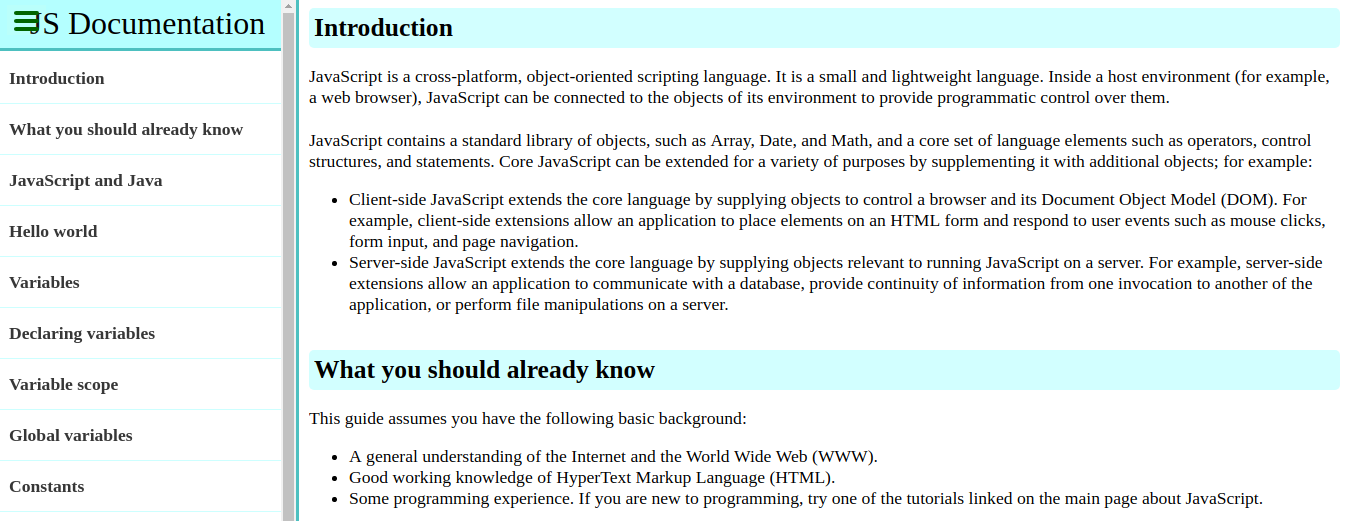 JS Documentation
Introduction
What you should already know
JavaScript and Java
Hello world
Variables
Declaring variables
Variable scope
Global variables
Constants
Introduction
JavaScript is a cross-platform, object-oriented scripting language. It is a small and lightweight language. Inside a host environment (for example,
a web browser), JavaScript can be connected to the objects of its environment to provide programmatic control over them.
JavaScript contains a standard library of objects, such as Array, Date, and Math, and a core set of language elements such as operators, control
structures, and statements. Core JavaScript can be extended for a variety of purposes by supplementing it with additional objects; for example:
• Client-side JavaScript extends the core language by supplying objects to control a browser and its Document Object Model (DOM). For
example, client-side extensions allow an application to place elements on an HTML form and respond to user events such as mouse clicks,
form input, and page navigation.
• Server-side JavaScript extends the core language by supplying objects relevant to running JavaScript on a server. For example, server-side
extensions allow an application to communicate with a database, provide continuity of information from one invocation to another of the
application, or perform file manipulations on a server.
What you should already know
This guide assumes you have the following basic background:
• A general understanding of the Internet and the World Wide Web (WWW).
• Good working knowledge of HyperText Markup Language (HTML).
• Some programming experience. If you are new to programming, try one of the tutorials linked on the main page about JavaScript.